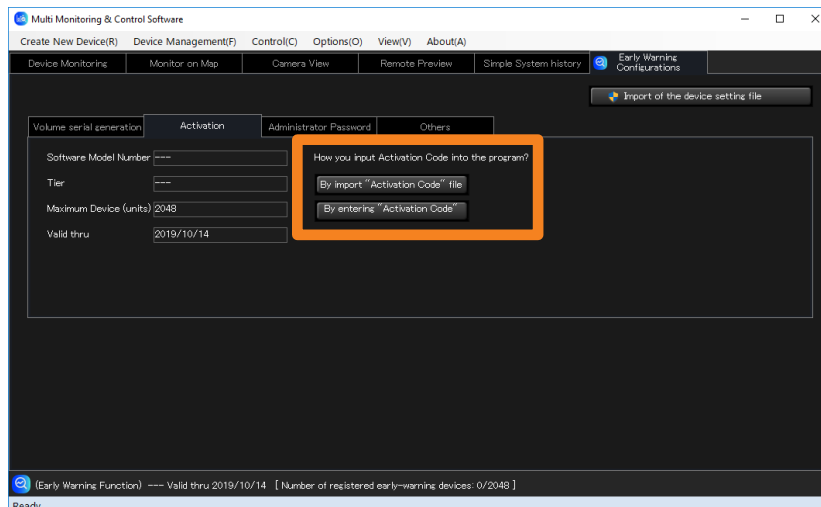 Multi Monitoring & Control Software
Create New Device(R) Device Management(F) Control(C) Options(O) View(V) About(A)
Device Monitoring Monitor on Map Camera View Remote Preview Simple System history Early Warning Configurations
Import of the device setting file
Volume serial generation Activation Administrator Password Others
Software Model Number ---
How you input Activation Code into the program?
Tier ---
By import "Activation Code" file
Maximum Device (units) 2048
By entering "Activation Code"
Valid thru 2019/10/14
(Early Warning Function) --- Valid thru 2019/10/14 [ Number of registered early-warning devices: 0/2048 ]
Ready